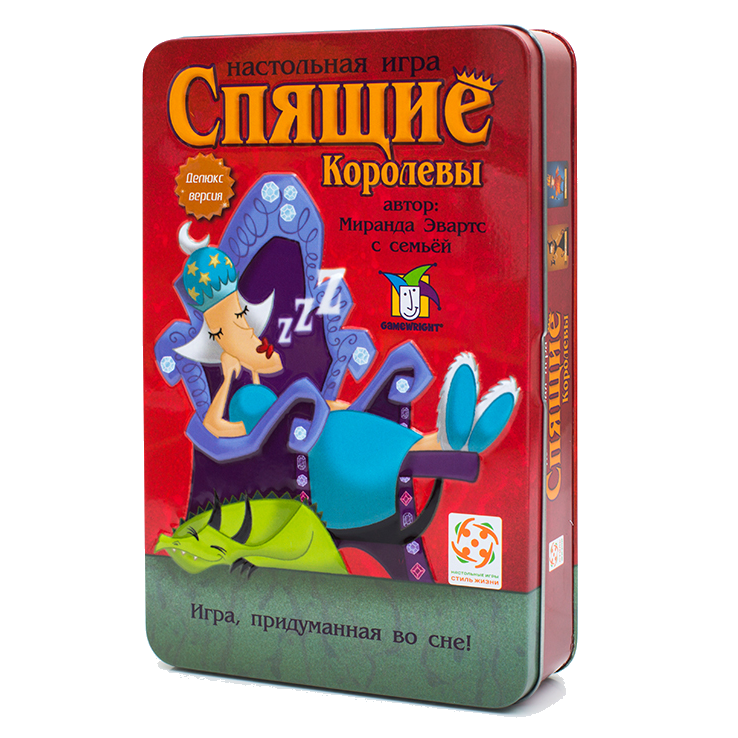 настольная игра
Спящие
Королевы
Делюкс
версия
автор:
Миранда Эвартс
с семьёй
ZZZ
GAMEWRIGHT®
НАСТОЛЬНЫЕ ИГРЫ
СТИЛЬ ЖИЗНИ
Игра, придуманная во сне!
Спящие
Королевы